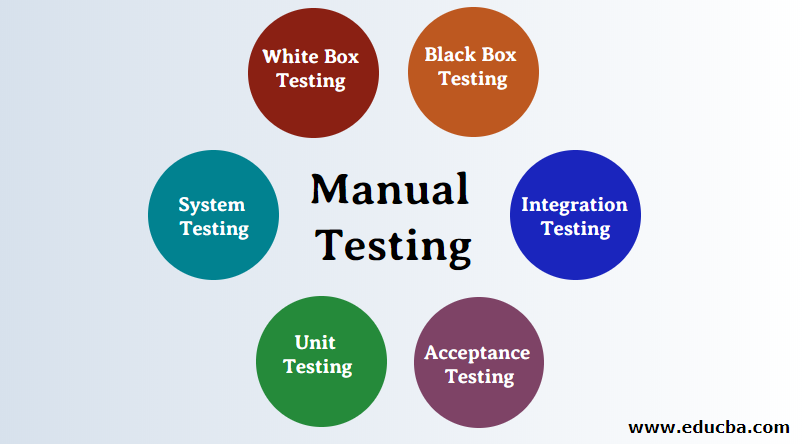 White Box
Testing
Black Box
Testing
System
Testing
Manual
Testing
Integration
Testing
Unit
Testing
Acceptance
Testing
www.educba.com